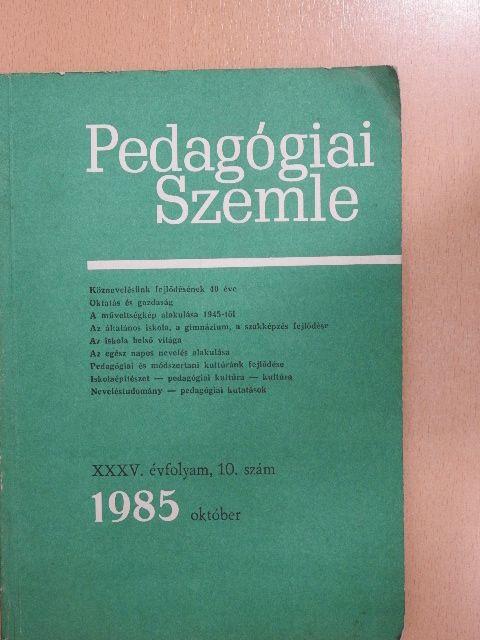 Pedagógiai
Szemle
Köznevelésünk fejlődésének 40 éve
Oktatás és gazdaság
A műveltségkép alakulása 1945-től
Az általános iskola, a gimnázium, a szakképzés fejlődése
Az iskola belső világa
Az egész napos nevelés alakulása
Pedagógiai és módszertani kultúránk fejlődése
Iskolaépítészet — pedagógiai kultúra — kultúra
Neveléstudomány — pedagógiai kutatások
XXXV. évfolyam, 10. szám
1985 október